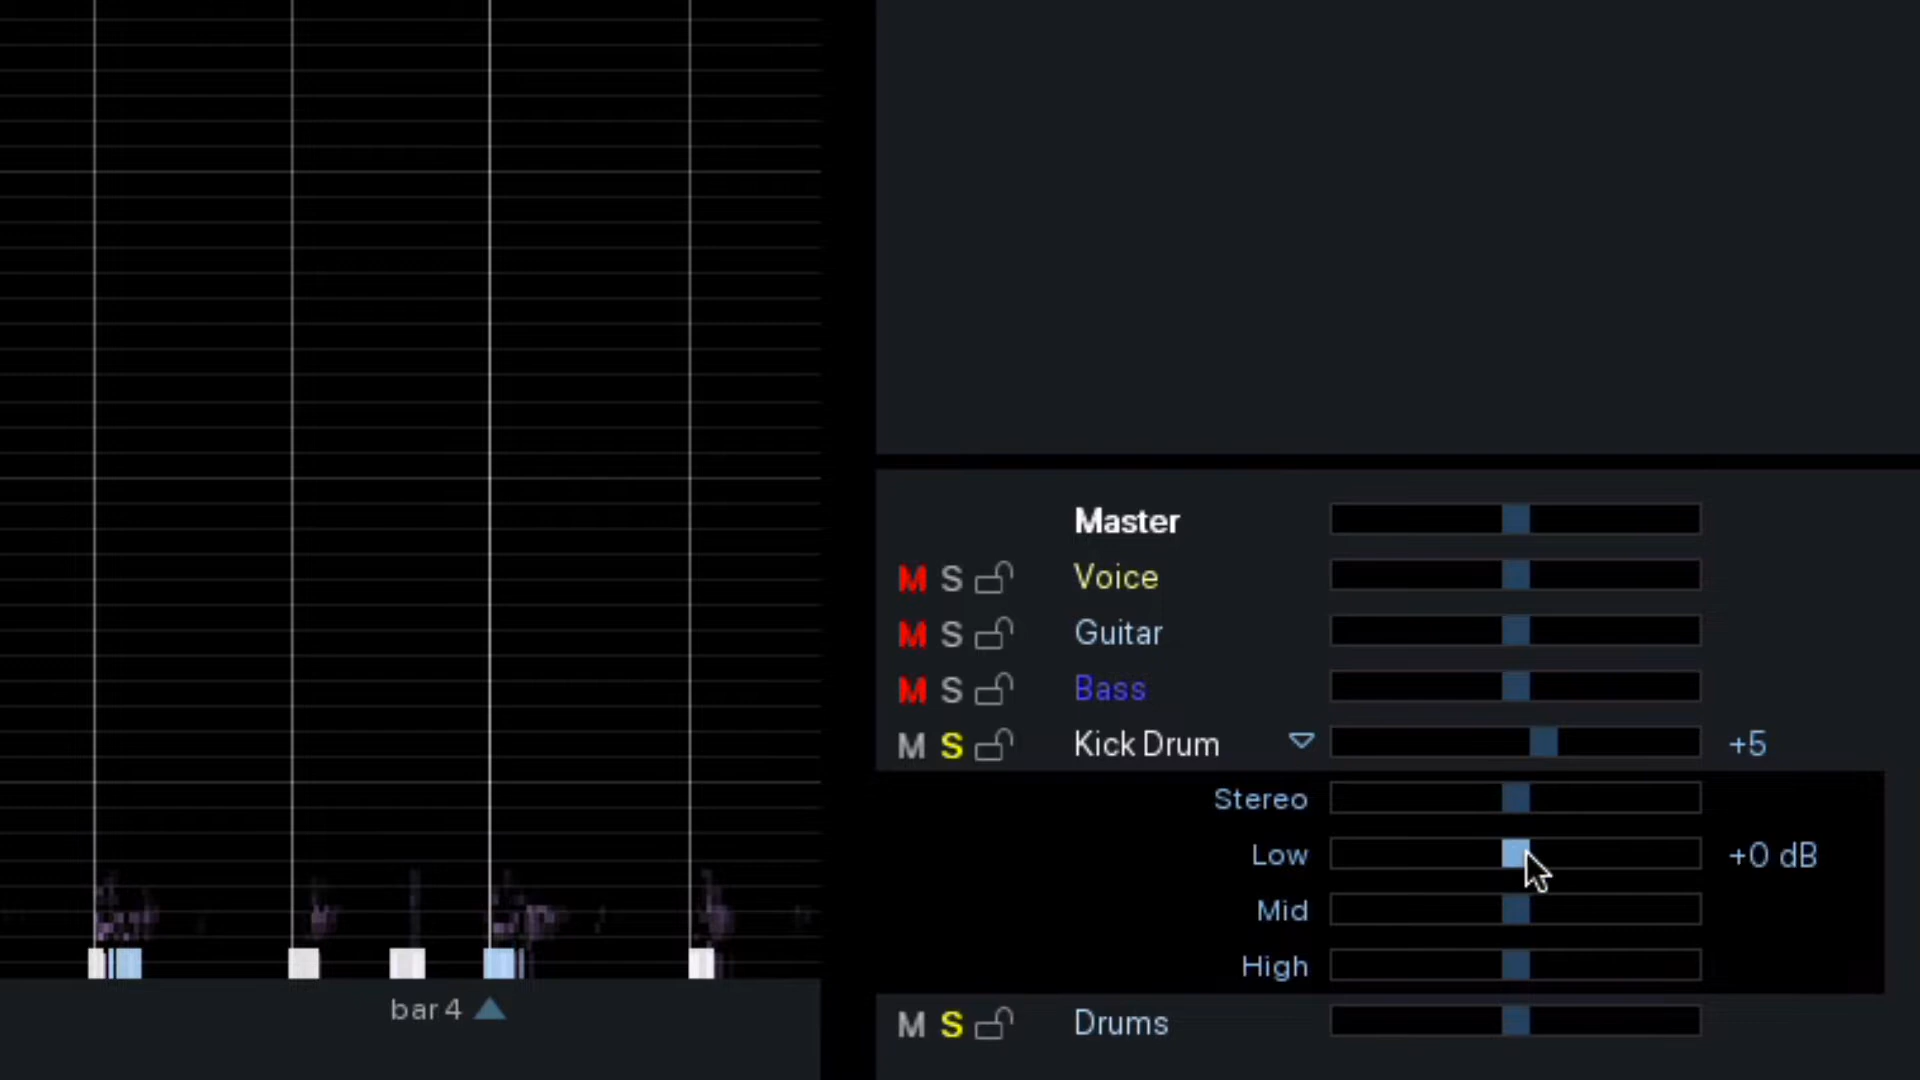 Master
M S Voice
M S Guitar
M S Bass
M S Kick Drum +5
Stereo
Low +0 dB
Mid
High
M S Drums
bar 4